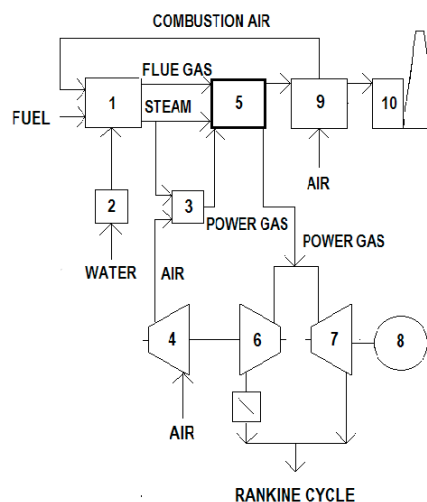 COMBUSTION AIR
FLUE GAS
1
5
9
10
STEAM
FUEL
AIR
2
3
POWER GAS
WATER
AIR
POWER GAS
4
6
7
8
AIR
RANKINE CYCLE